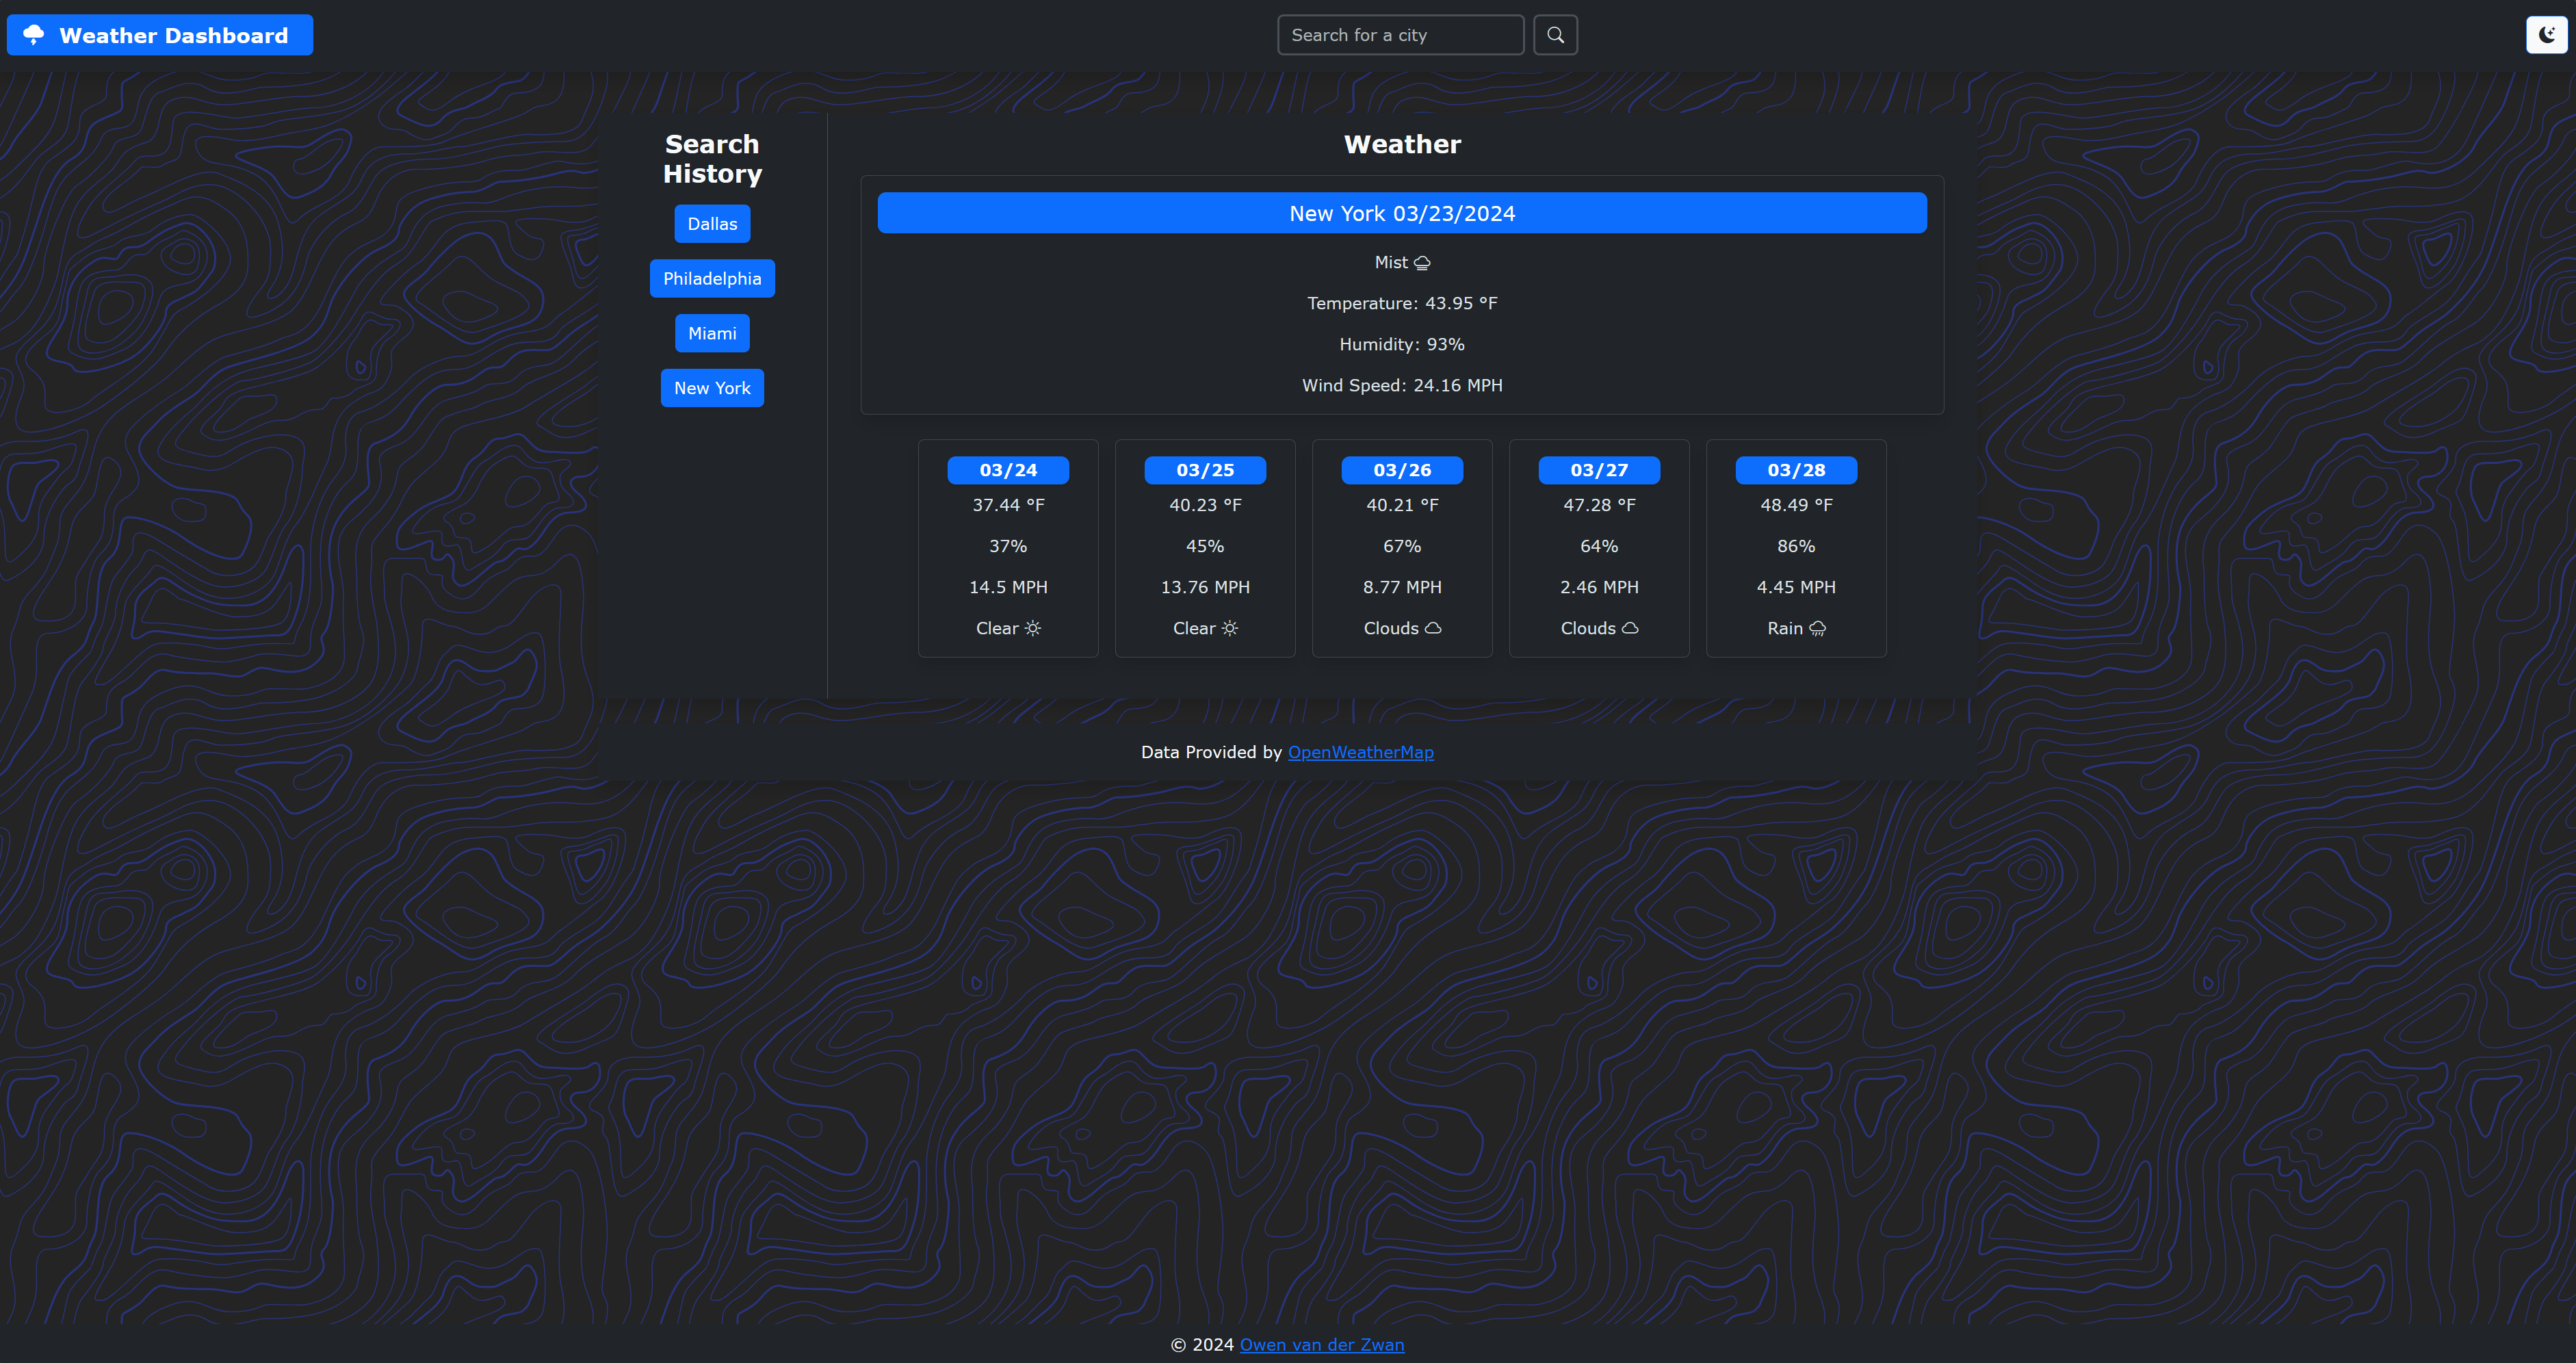 Weather Dashboard
Search for a city
Search
History
Dallas
Philadelphia
Miami
New York
Weather
New York 03/23/2024
Mist
Temperature: 43.95 °F
Humidity: 93%
Wind Speed: 24.16 MPH
03/24
37.44 °F
37%
14.5 MPH
Clear
03/25
40.23 °F
45%
13.76 MPH
Clear
03/26
40.21 °F
67%
8.77 MPH
Clouds
03/27
47.28 °F
64%
2.46 MPH
Clouds
03/28
48.49 °F
86%
4.45 MPH
Rain
Data Provided by OpenWeatherMap
© 2024 Owen van der Zwan